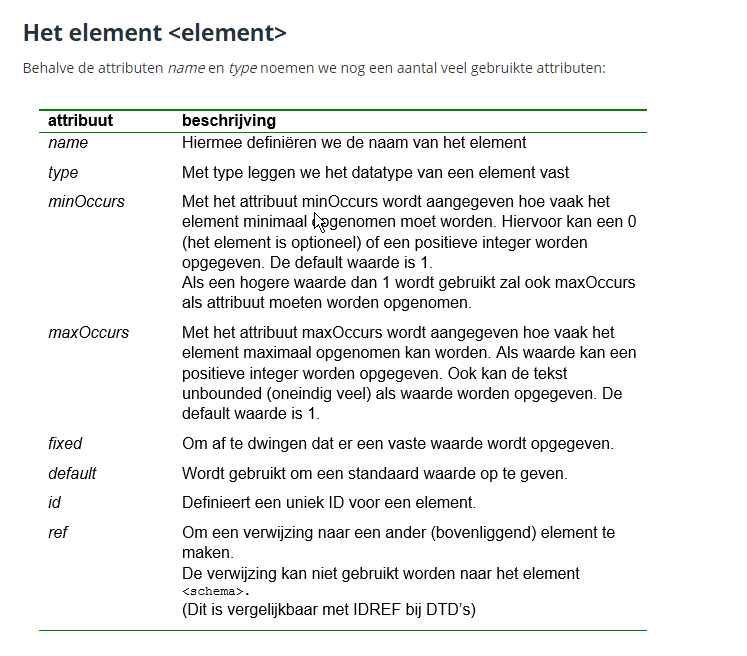 Het element <element>
Behalve de attributen name en type noemen we nog een aantal veel gebruikte attributen:
attribuut beschrijving
name Hiermee definiëren we de naam van het element
type Met type leggen we het datatype van een element vast
minOccurs Met het attribuut minOccurs wordt aangegeven hoe vaak het
element minimaal opgenomen moet worden. Hiervoor kan een 0
(het element is optioneel) of een positieve integer worden
opgegeven. De default waarde is 1.
Als een hogere waarde dan 1 wordt gebruikt zal ook maxOccurs
als attribuut moeten worden opgenomen.
maxOccurs Met het attribuut maxOccurs wordt aangegeven hoe vaak het
element maximaal opgenomen kan worden. Als waarde kan een
positieve integer worden opgegeven. Ook kan de tekst
unbounded (oneindig veel) als waarde worden opgegeven. De
default waarde is 1.
fixed Om af te dwingen dat er een vaste waarde wordt opgegeven.
default Wordt gebruikt om een standaard waarde op te geven.
id Definieert een uniek ID voor een element.
ref Om een verwijzing naar een ander (bovenliggend) element te
maken.
De verwijzing kan niet gebruikt worden naar het element
<schema>.
(Dit is vergelijkbaar met IDREF bij DTD's)